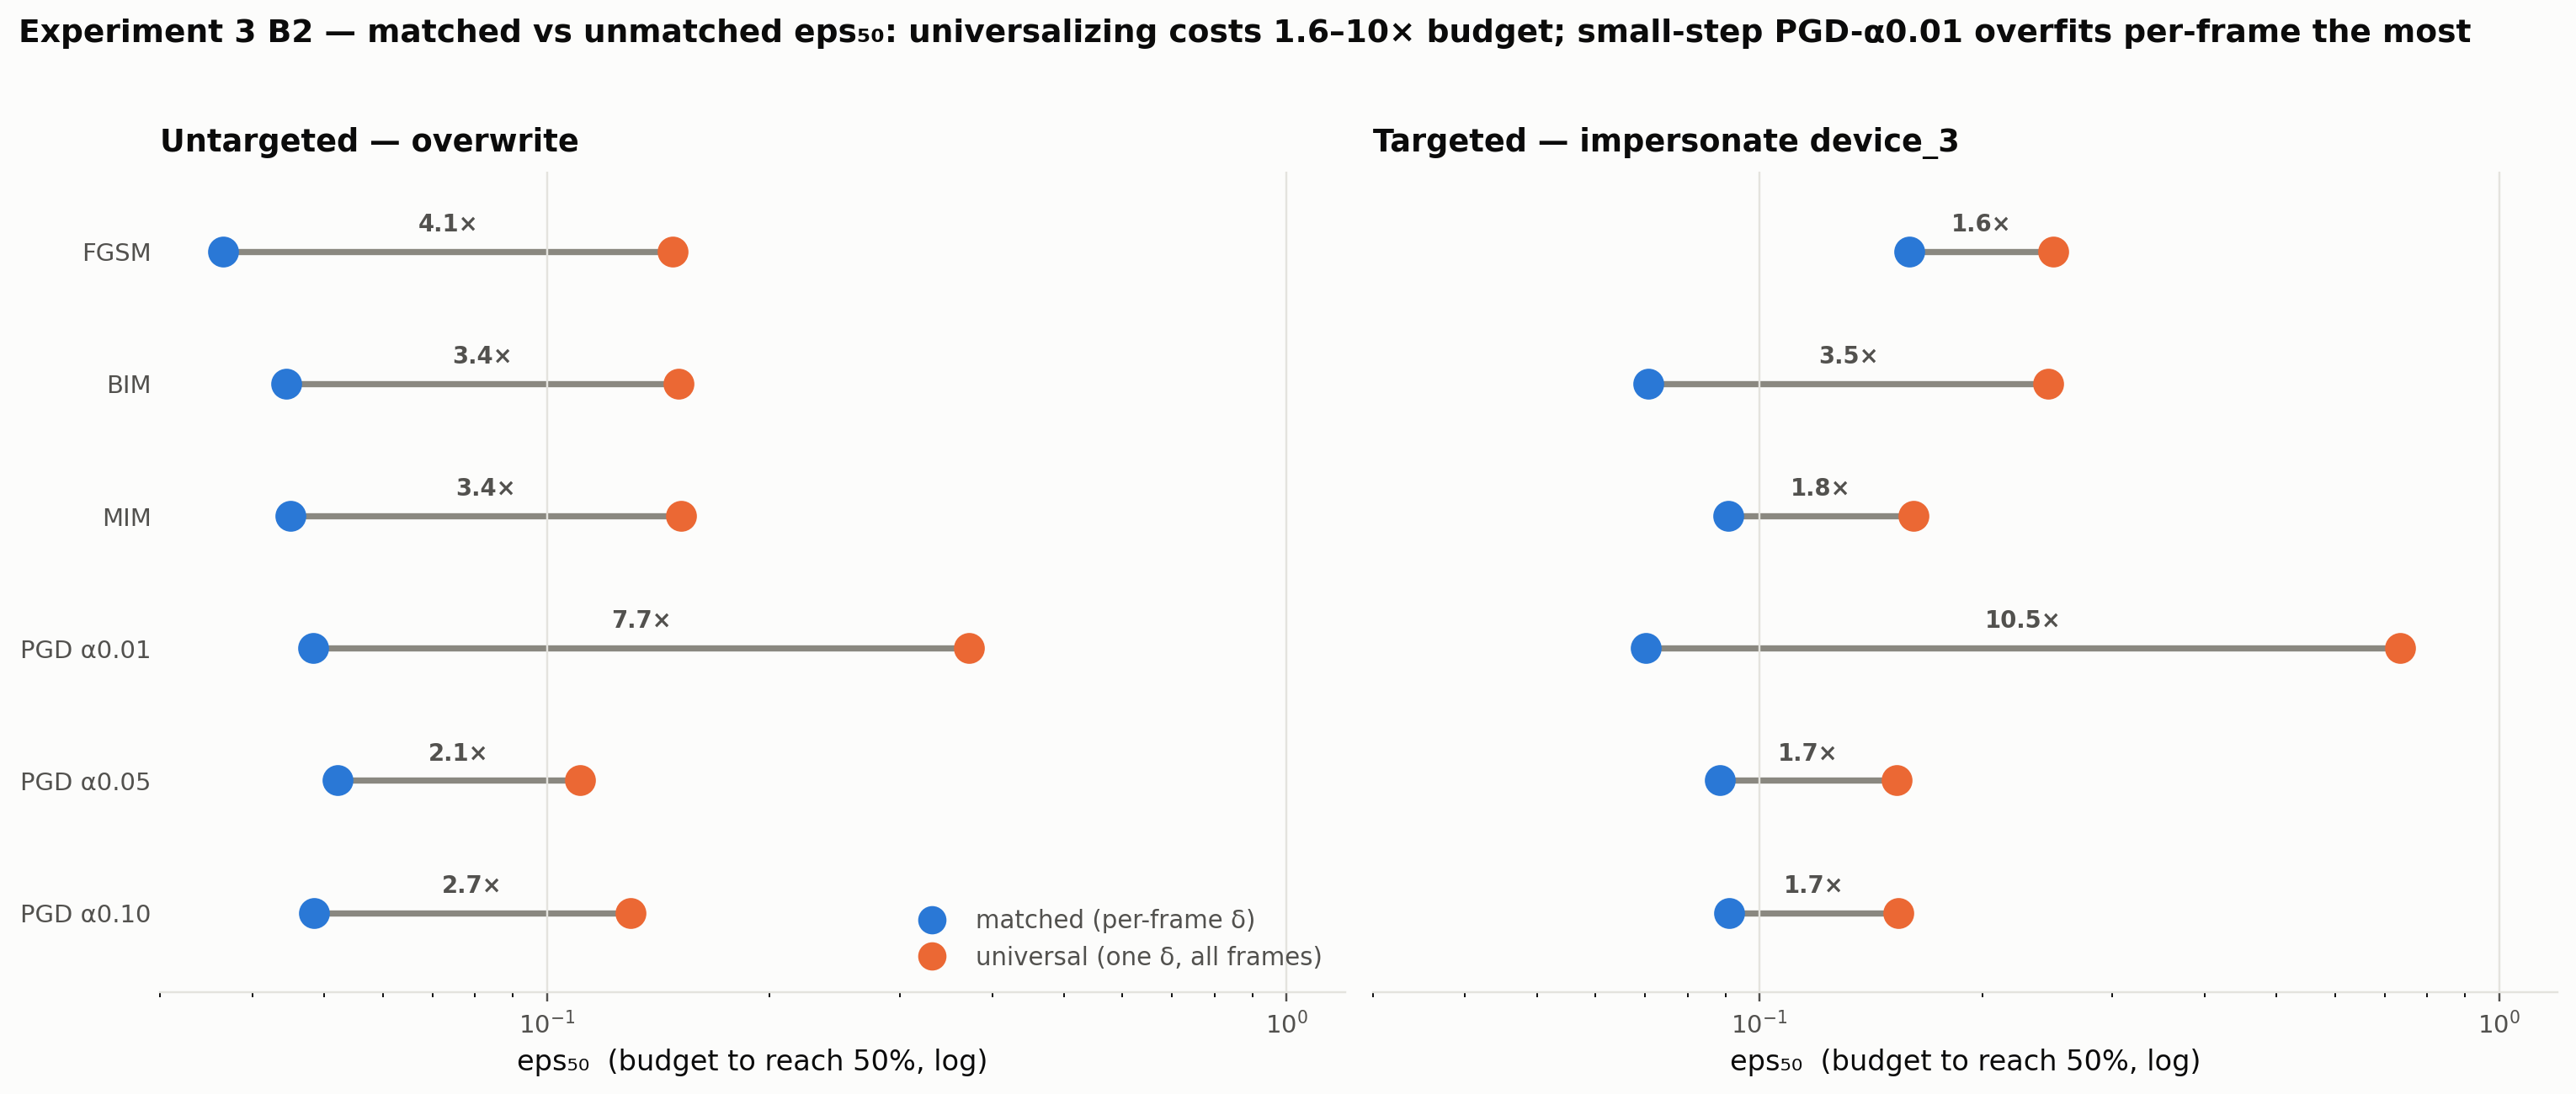 Experiment 3 B2 — matched vs unmatched eps₅₀: universalizing costs 1.6–10× budget; small-step PGD-α0.01 overfits per-frame the most
Untargeted — overwrite
FGSM
4.1×
BIM
3.4×
MIM
3.4×
PGD α0.01
7.7×
PGD α0.05
2.1×
PGD α0.10
2.7×
matched (per-frame δ)
universal (one δ, all frames)
10⁻¹ 10⁰
eps₅₀ (budget to reach 50%, log)
Targeted — impersonate device_3
1.6×
3.5×
1.8×
10.5×
1.7×
1.7×
10⁻¹ 10⁰
eps₅₀ (budget to reach 50%, log)